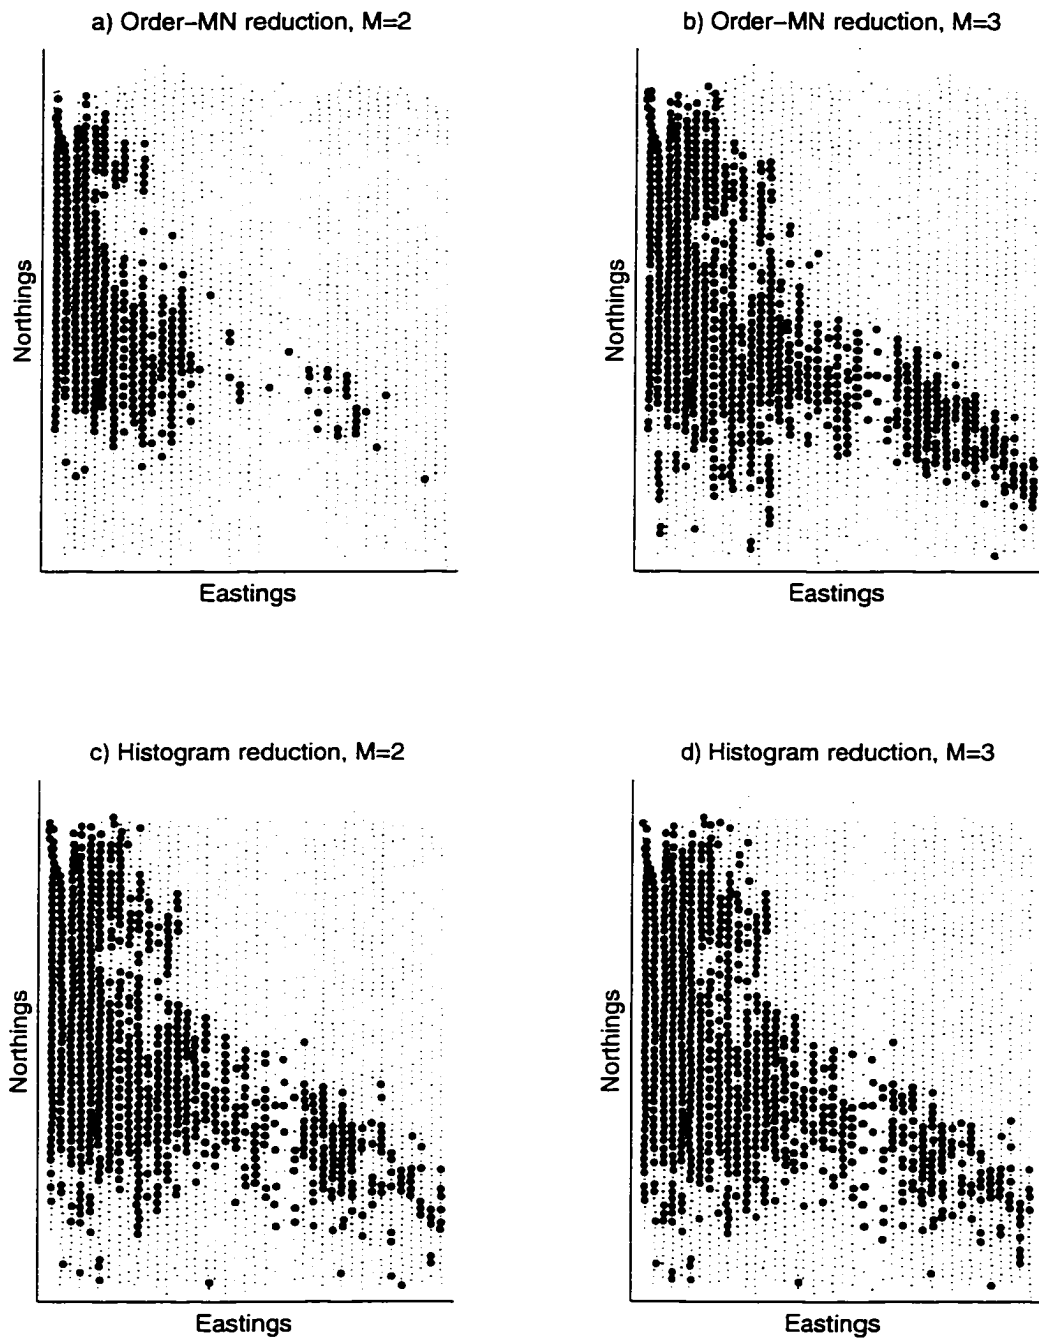 a) Order–MN reduction, M=2
b) Order–MN reduction, M=3
Northings
Northings
Eastings
Eastings
c) Histogram reduction, M=2
d) Histogram reduction, M=3
Northings
Northings
Eastings
Eastings